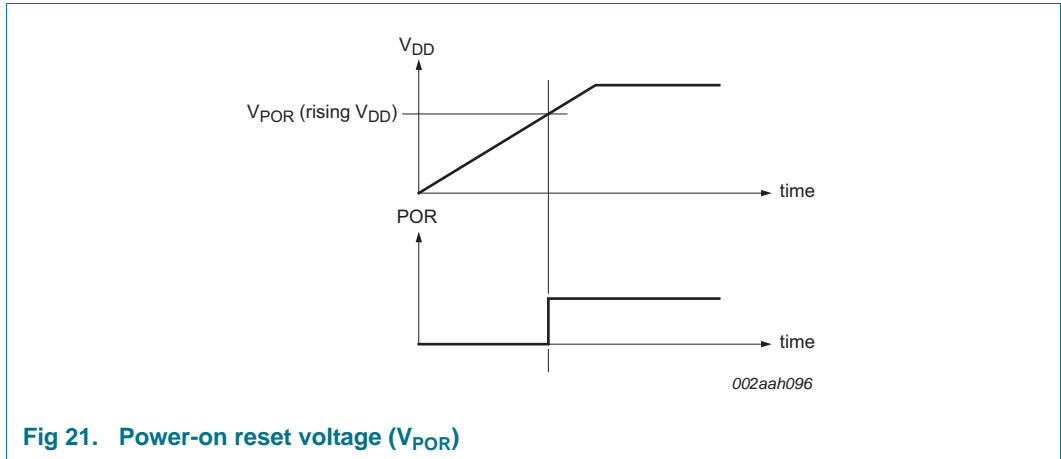 VDD
VPOR (rising VDD)
time
POR
time
002aah096
Fig 21. Power-on reset voltage (VPOR)